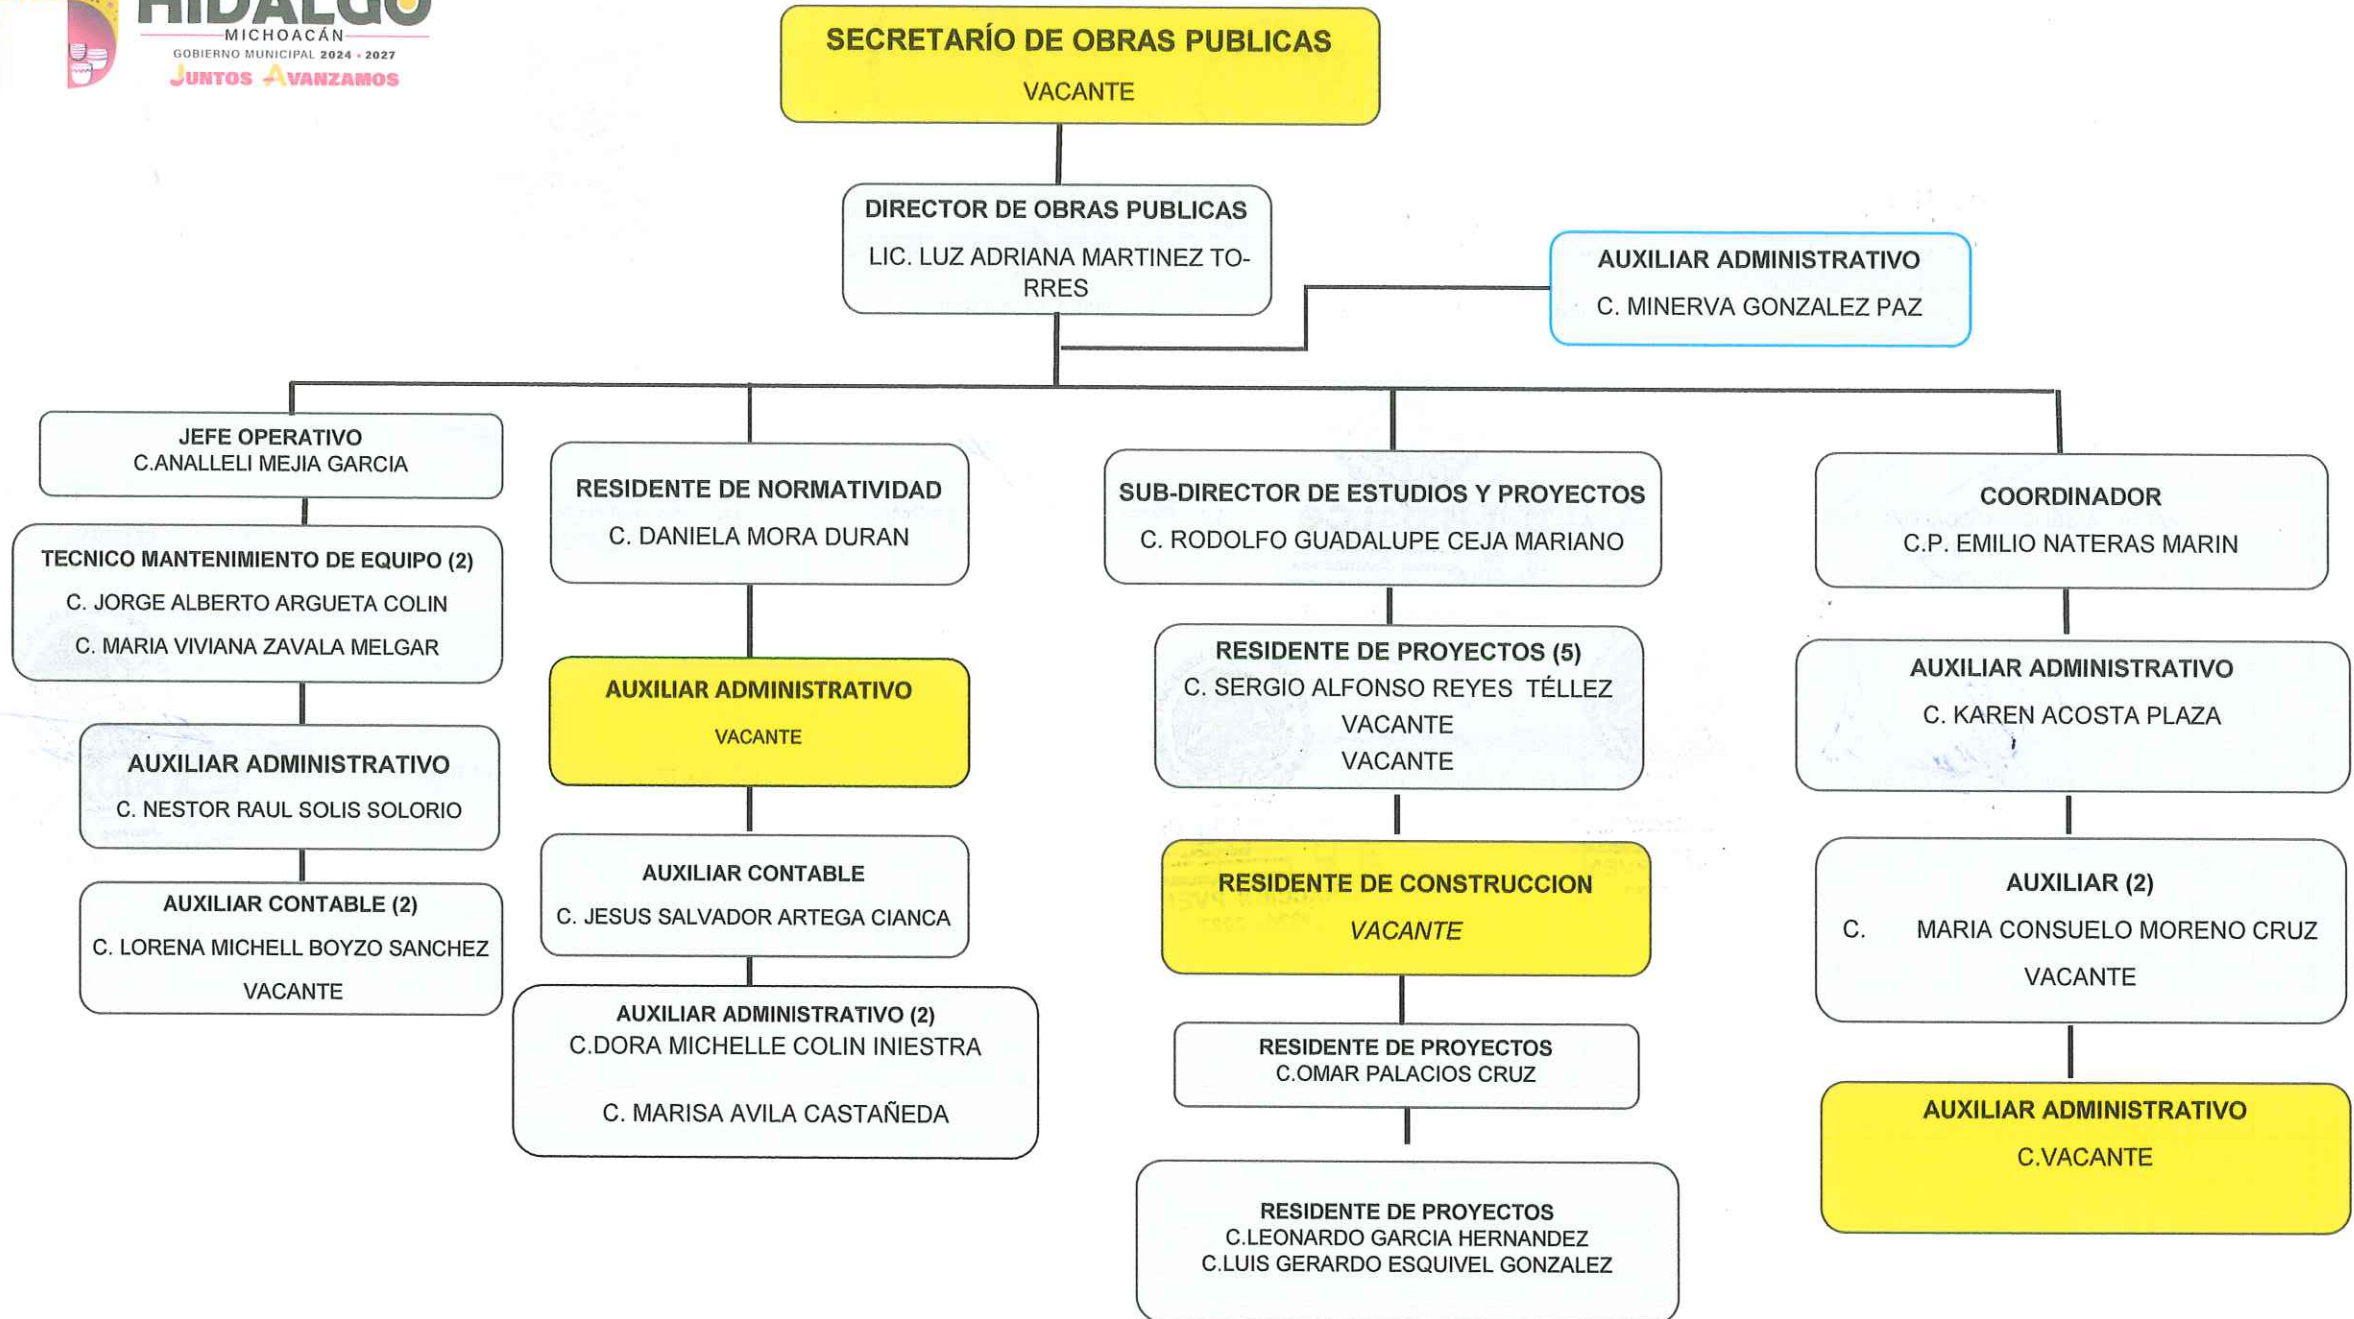 HIDALGO
MICHOACÁN
GOBIERNO MUNICIPAL 2024 - 2027
JUNTOS AVANZAMOS
SECRETARÍO DE OBRAS PUBLICAS
VACANTE
DIRECTOR DE OBRAS PUBLICAS
LIC. LUZ ADRIANA MARTINEZ TO-
RRES
AUXILIAR ADMINISTRATIVO
C. MINERVA GONZALEZ PAZ
JEFE OPERATIVO
C.ANALLELI MEJIA GARCIA
TECNICO MANTENIMIENTO DE EQUIPO (2)
C. JORGE ALBERTO ARGUETA COLIN
C. MARIA VIVIANA ZAVALA MELGAR
AUXILIAR ADMINISTRATIVO
C. NESTOR RAUL SOLIS SOLORIO
AUXILIAR CONTABLE (2)
C. LORENA MICHELL BOYZO SANCHEZ
VACANTE
RESIDENTE DE NORMATIVIDAD
C. DANIELA MORA DURAN
AUXILIAR ADMINISTRATIVO
VACANTE
AUXILIAR CONTABLE
C. JESUS SALVADOR ARTEGA CIANCA
AUXILIAR ADMINISTRATIVO (2)
C.DORA MICHELLE COLIN INIESTRA
C. MARISA AVILA CASTAÑEDA
SUB-DIRECTOR DE ESTUDIOS Y PROYECTOS
C. RODOLFO GUADALUPE CEJA MARIANO
RESIDENTE DE PROYECTOS (5)
C. SERGIO ALFONSO REYES TÉLLEZ
VACANTE
VACANTE
RESIDENTE DE CONSTRUCCION
VACANTE
RESIDENTE DE PROYECTOS
C.OMAR PALACIOS CRUZ
RESIDENTE DE PROYECTOS
C.LEONARDO GARCIA HERNANDEZ
C.LUIS GERARDO ESQUIVEL GONZALEZ
COORDINADOR
C.P. EMILIO NATERAS MARIN
AUXILIAR ADMINISTRATIVO
C. KAREN ACOSTA PLAZA
AUXILIAR (2)
C. MARIA CONSUELO MORENO CRUZ
VACANTE
AUXILIAR ADMINISTRATIVO
C.VACANTE